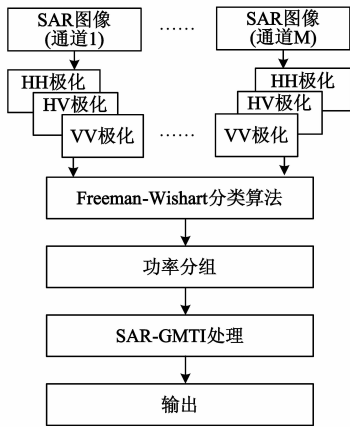 SAR图像
(通道1)
……
SAR图像
(通道M)
HH极化
HV极化
VV极化
……
HH极化
HV极化
VV极化
Freeman-Wishart分类算法
功率分组
SAR-GMTI处理
输出